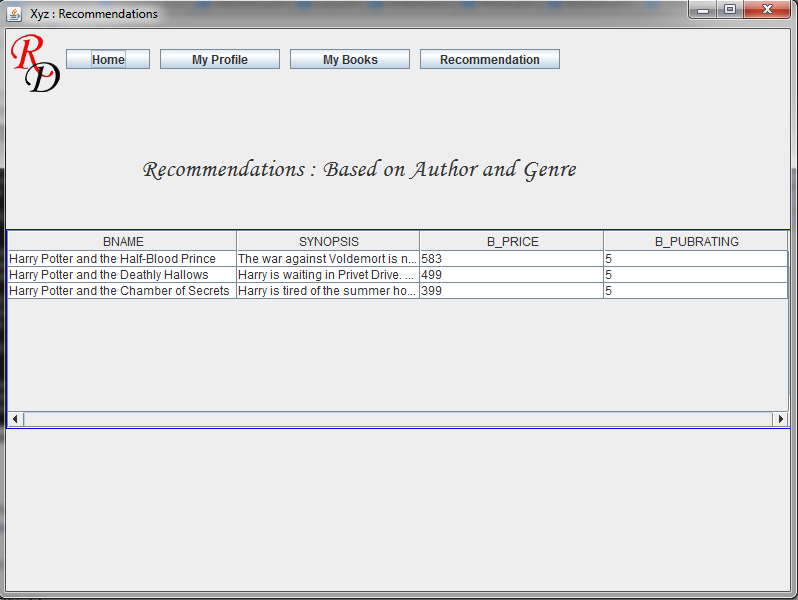 Xyz : Recommendations
RD
Home My Profile My Books Recommendation
Recommendations : Based on Author and Genre
BNAME SYNOPSIS B_PRICE B_PUBRATING
Harry Potter and the Half-Blood Prince The war against Voldemort is n... 583 5
Harry Potter and the Deathly Hallows Harry is waiting in Privet Drive. ... 499 5
Harry Potter and the Chamber of Secrets Harry is tired of the summer ho... 399 5